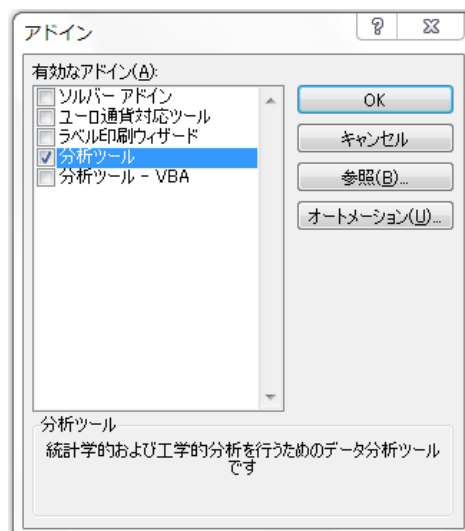 アドイン
有効なアドイン(A):
ソルバー アドイン
ユーロ通貨対応ツール
ラベル印刷ウィザード
分析ツール
分析ツール - VBA
OK
キャンセル
参照(B)...
オートメーション(U)...
分析ツール
統計学的および工学的分析を行うためのデータ分析ツール
です